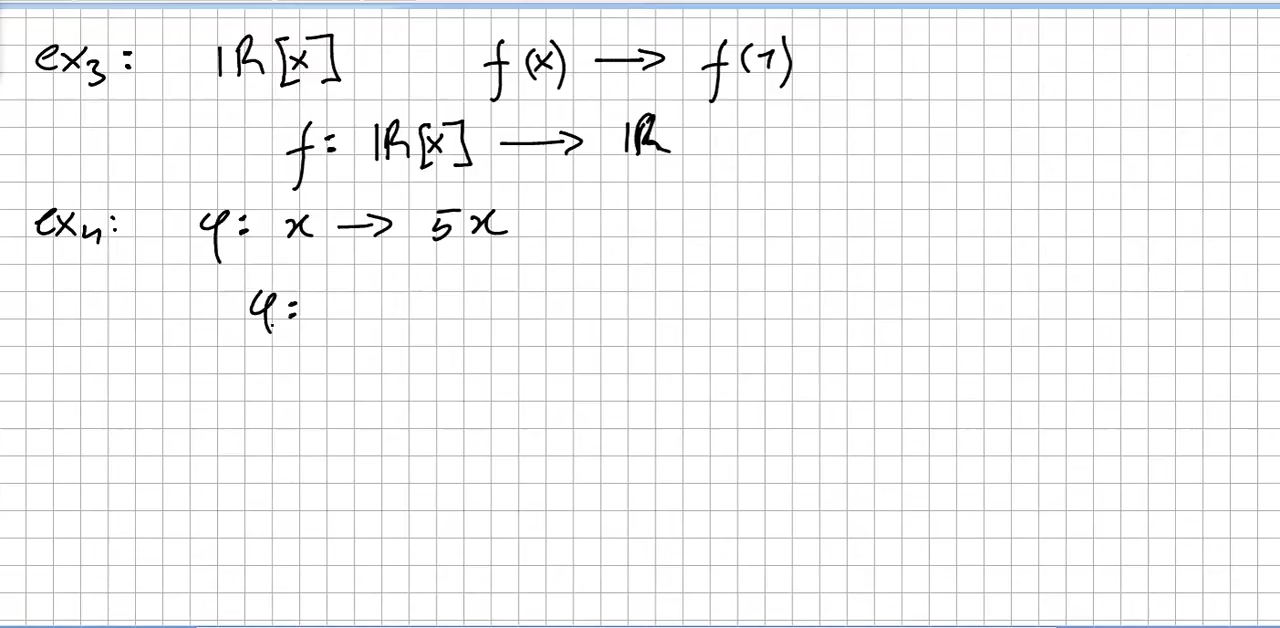 ex₃: ℝ[x] f(x) → f(1)
f: ℝ[x] → ℝ
ex₄: φ: x → 5x
φ: